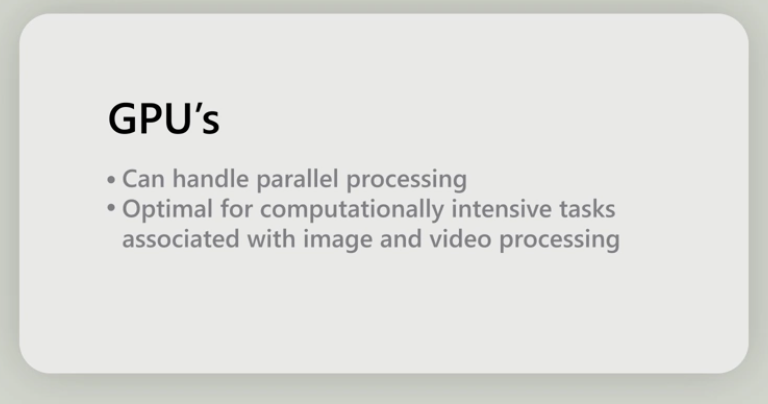 GPU’s
• Can handle parallel processing
• Optimal for computationally intensive tasks
associated with image and video processing